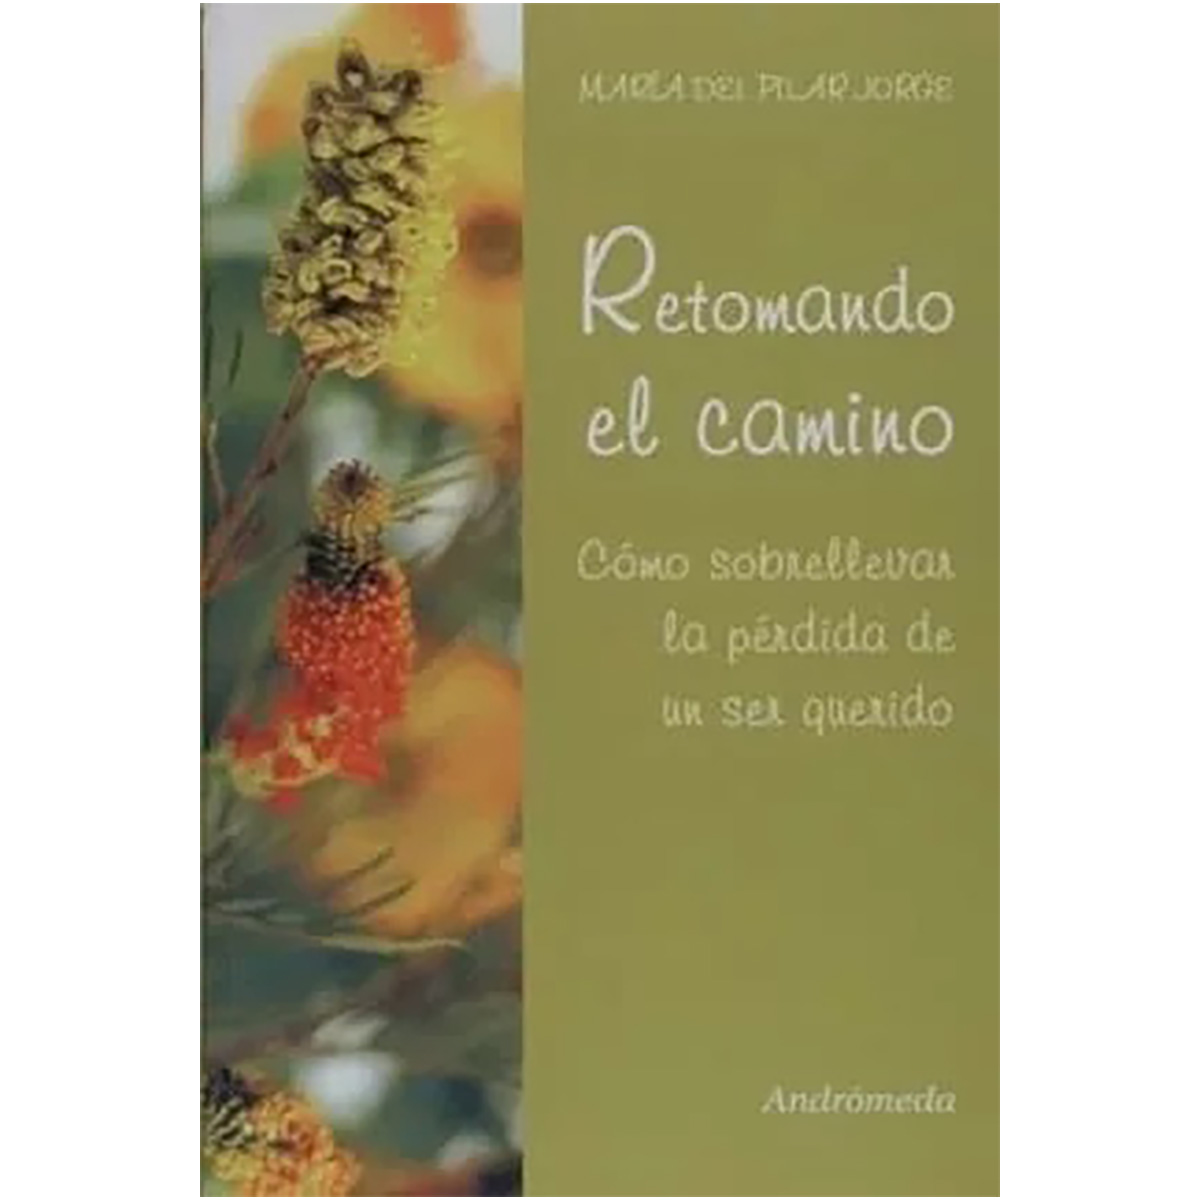 MARÍA DEL PILAR JORGE
Retomando
el camino
Cómo sobrellevar
la pérdida de
un ser querido
Andrómeda